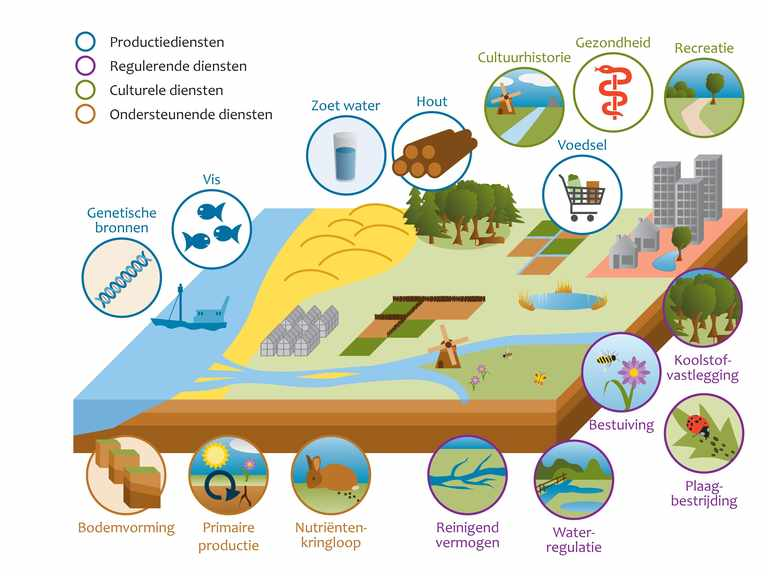 Productiediensten
Regulerende diensten
Culturele diensten
Ondersteunende diensten
Cultuurhistorie
Gezondheid
Recreatie
Zoet water
Hout
Voedsel
Vis
Genetische
bronnen
Koolstof-
vastlegging
Bestuiving
Plaag-
bestrijding
Bodemvorming
Primaire
productie
Nutriënten-
kringloop
Reinigend
vermogen
Water-
regulatie